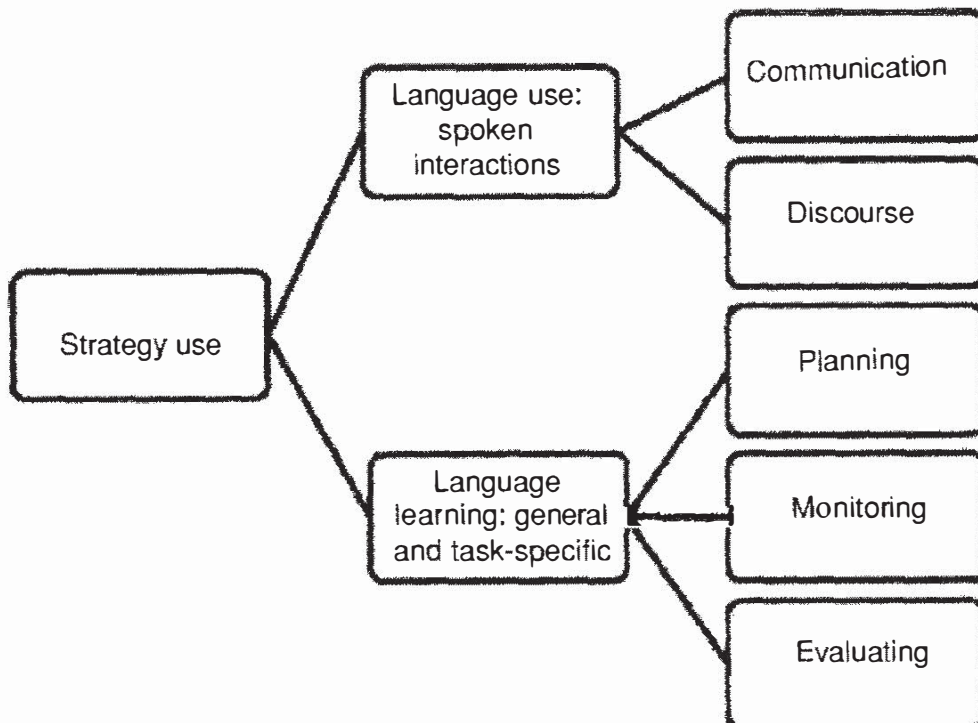 Strategy use
Language use:
spoken
interactions
Language
learning: general
and task-specific
Communication
Discourse
Planning
Monitoring
Evaluating